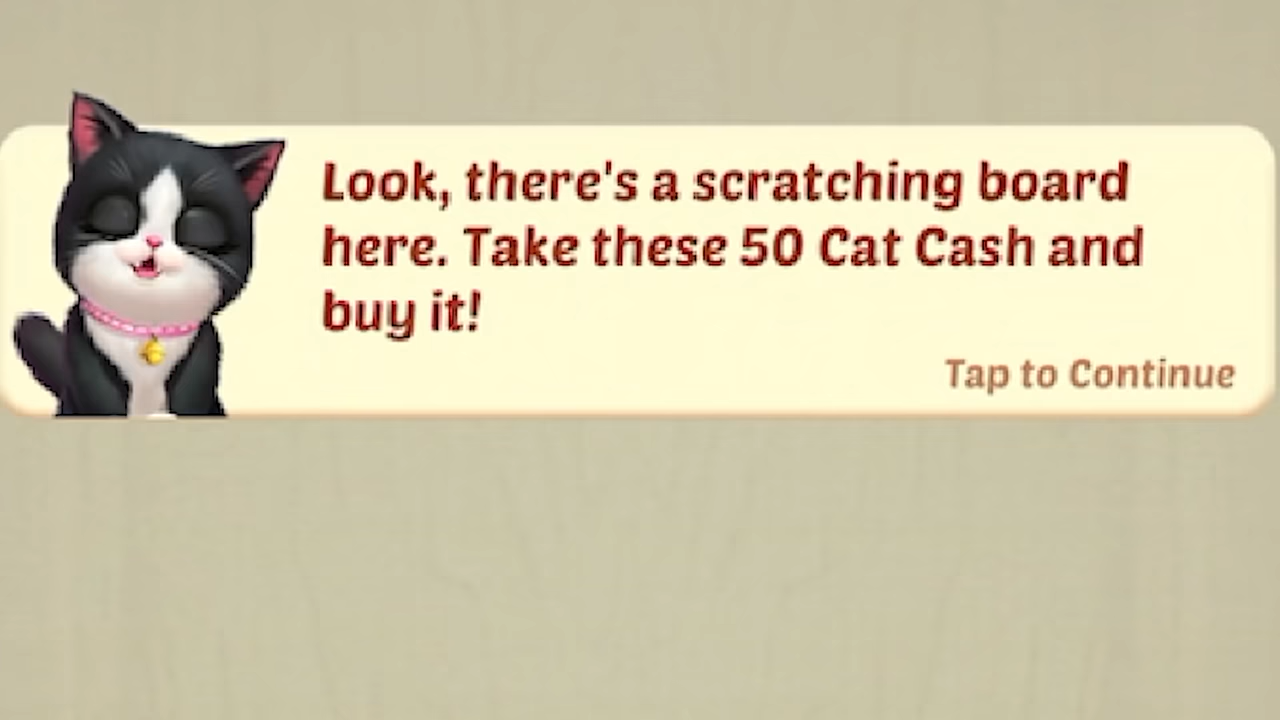 Look, there's a scratching board
here. Take these 50 Cat Cash and
buy it!
Tap to Continue